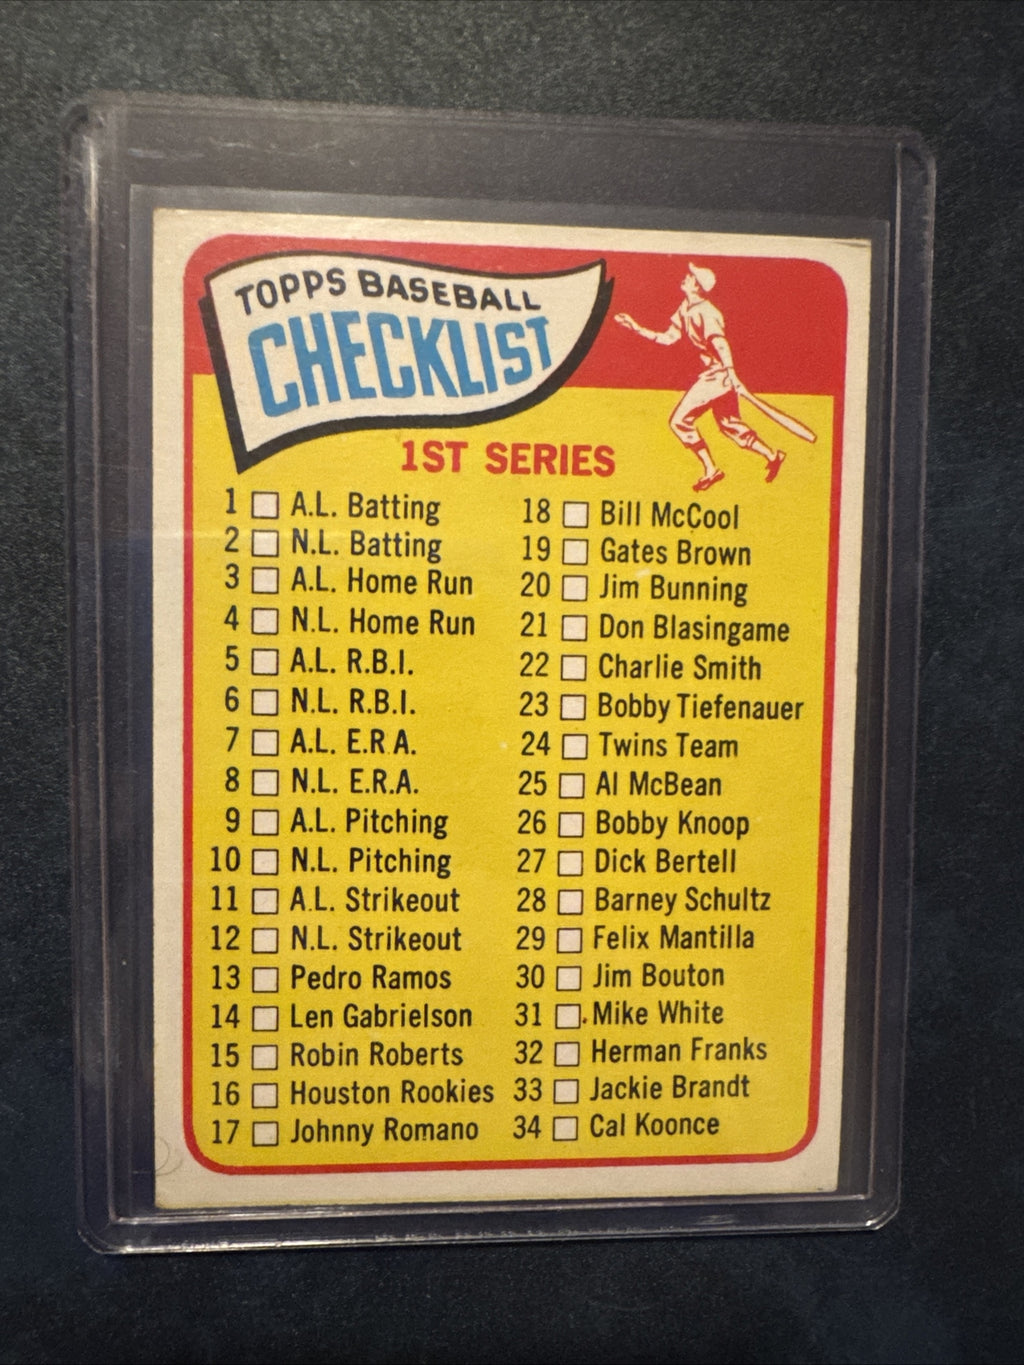 TOPPS BASEBALL
CHECKLIST
1ST SERIES
1 A.L. Batting
2 N.L. Batting
3 A.L. Home Run
4 N.L. Home Run
5 A.L. R.B.I.
6 N.L. R.B.I.
7 A.L. E.R.A.
8 N.L. E.R.A.
9 A.L. Pitching
10 N.L. Pitching
11 A.L. Strikeout
12 N.L. Strikeout
13 Pedro Ramos
14 Len Gabrielson
15 Robin Roberts
16 Houston Rookies
17 Johnny Romano
18 Bill McCool
19 Gates Brown
20 Jim Bunning
21 Don Blasingame
22 Charlie Smith
23 Bobby Tiefenauer
24 Twins Team
25 Al McBean
26 Bobby Knoop
27 Dick Bertell
28 Barney Schultz
29 Felix Mantilla
30 Jim Bouton
31 Mike White
32 Herman Franks
33 Jackie Brandt
34 Cal Koonce